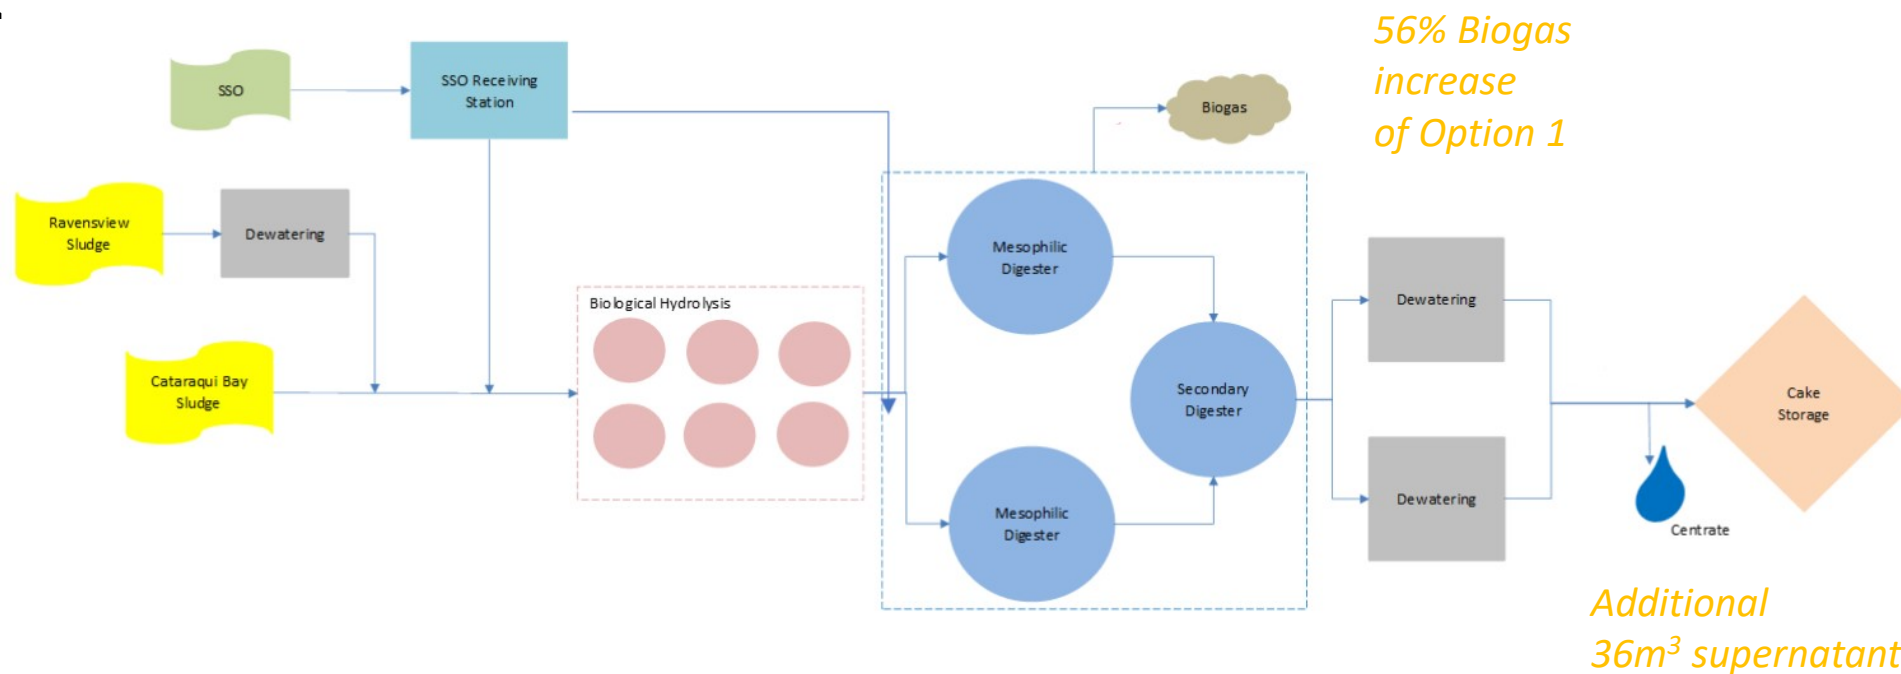 56% Biogas
increase
of Option 1
SSO
SSO Receiving
Station
Biogas
Ravensview
Sludge
Dewatering
Mesophilic
Digester
Biological Hydrolysis
Dewatering
Cataraqui Bay
Sludge
Secondary
Digester
Cake
Storage
Mesophilic
Digester
Dewatering
Centrate
Additional
36m³ supernatant